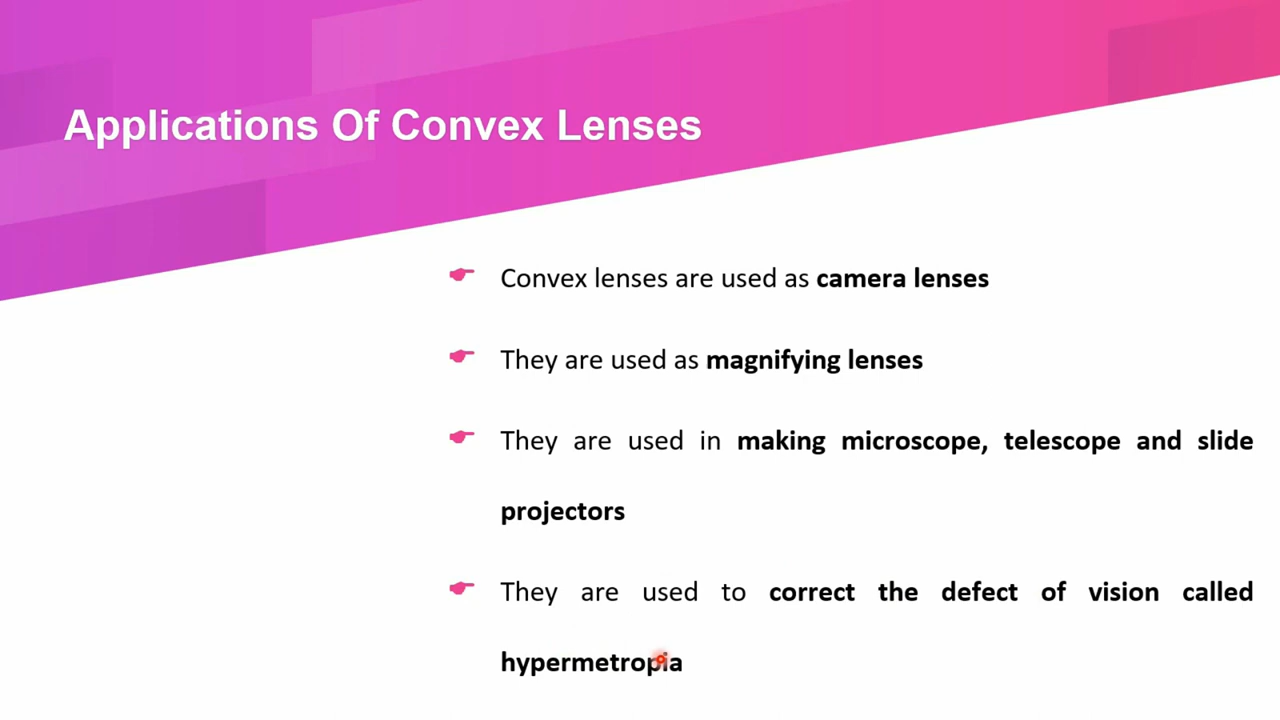 Applications Of Convex Lenses
Convex lenses are used as camera lenses
They are used as magnifying lenses
They are used in making microscope, telescope and slide
projectors
They are used to correct the defect of vision called
hypermetropia